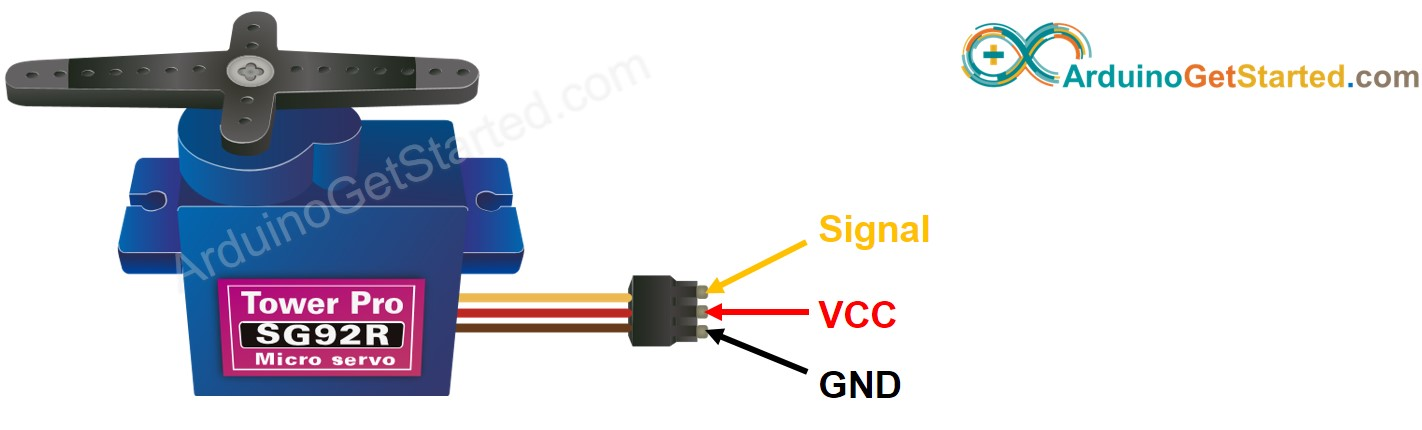 ArduinoGetStarted.com
ArduinoGetStarted.com
Signal
VCC
GND
Tower Pro
SG92R
Micro servo